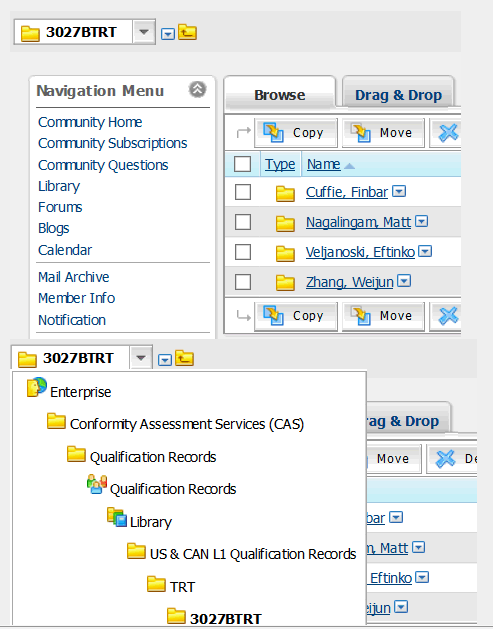 3027BTRT
Navigation Menu
Browse
Drag & Drop
Community Home
Community Subscriptions
Community Questions
Library
Forums
Blogs
Calendar
Mail Archive
Member Info
Notification
Copy Move
Type Name
Cuffie, Finbar
Nagalingam, Matt
Veljanoski, Eftinko
Zhang, Weijun
Copy Move
3027BTRT
Enterprise
Conformity Assessment Services (CAS)
Qualification Records
Qualification Records
Library
US & CAN L1 Qualification Records
TRT
3027BTRT
rag & Drop
Move De
bar
m, Matt
Eftinko
ijun